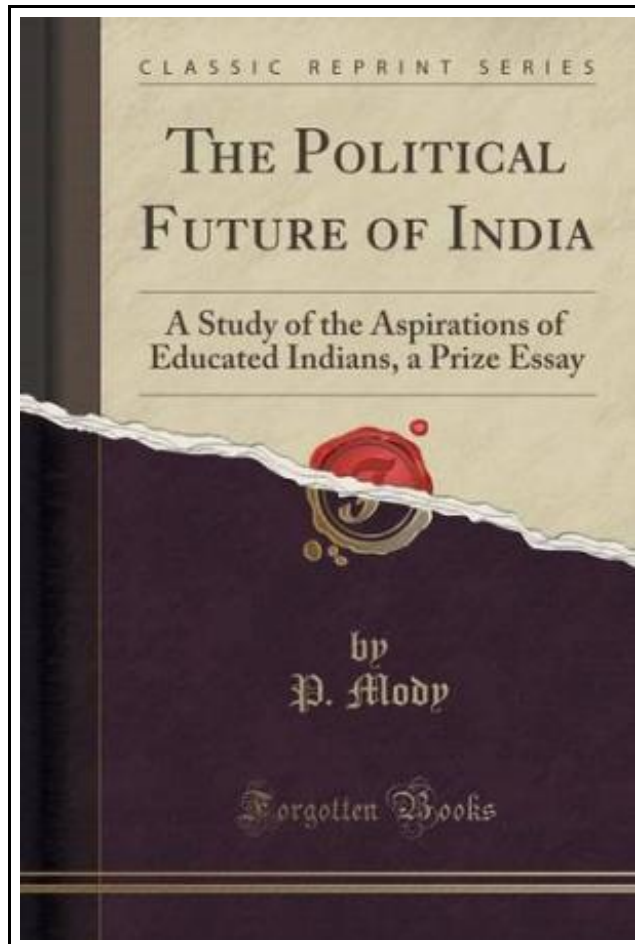 CLASSIC REPRINT SERIES
THE POLITICAL
FUTURE OF INDIA
A Study of the Aspirations of
Educated Indians, a Prize Essay
by
P. Mody
Forgotten Books